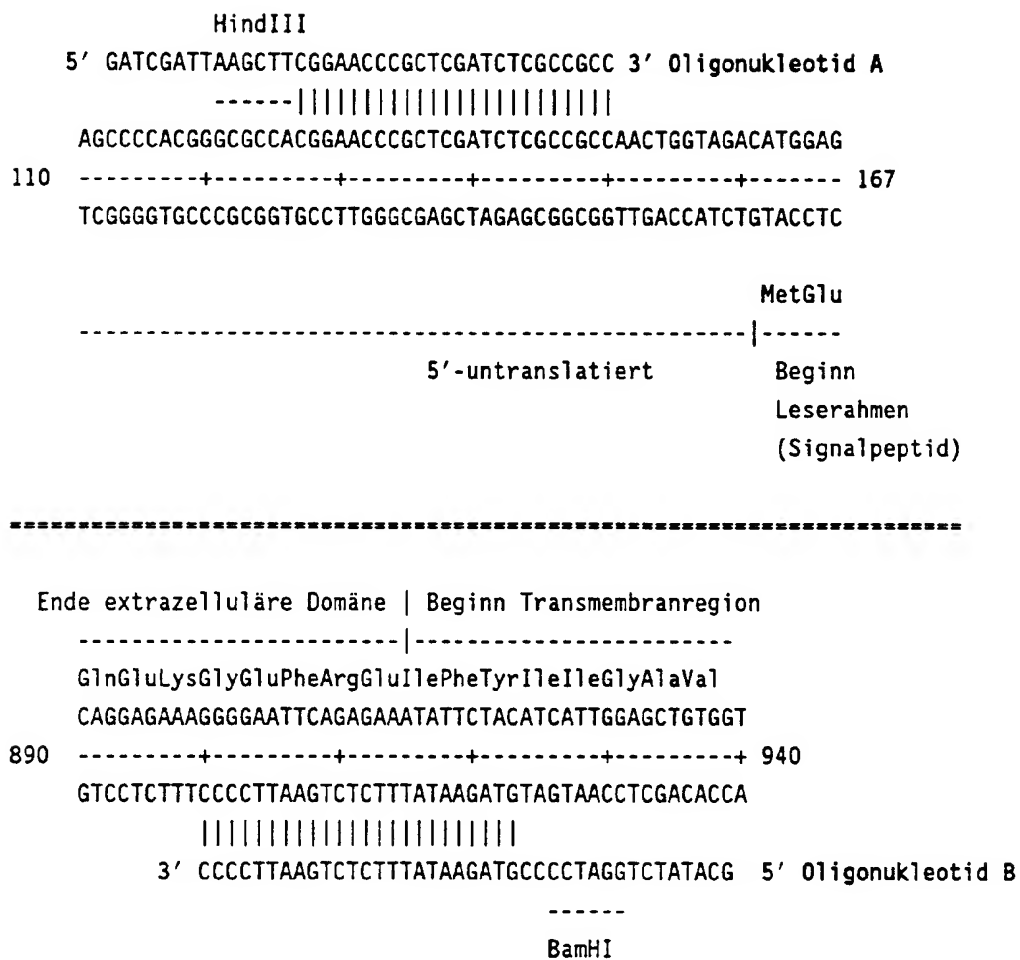 HindIII
5' GATCGATTAAGCTTCGGAACCCGCTCGATCTCGCCGCC 3' Oligonukleotid A
------||||||||||||||||||||||||
AGCCCCACGGGCGCCACGGAACCCGCTCGATCTCGCCGCCAACTGGTAGACATGGAG
110 ---------+---------+---------+---------+---------+------- 167
TCGGGGTGCCCGCGGTGCCTTGGGCGAGCTAGAGCGGCGGTTGACCATCTGTACCTC
MetGlu
--------------------------------------------------|------
5'-untranslatiert Beginn
Leserahmen
(Signalpeptid)
======================================================================
Ende extrazelluläre Domäne | Beginn Transmembranregion
------------------------|------------------------
GlnGluLysGlyGluPheArgGluIlePheTyrIleIleGlyAlaVal
CAGGAGAAAGGGGAATTCAGAGAAATATTCTACATCATTGGAGCTGTGGT
890 ---------+---------+---------+---------+---------+ 940
GTCCTCTTTCCCCTTAAGTCTCTTTATAAGATGTAGTAACCTCGACACCA
||||||||||||||||||||||||
3' CCCCTTAAGTCTCTTTATAAGATGCCCCTAGGTCTATACG 5' Oligonukleotid B
------
BamHI